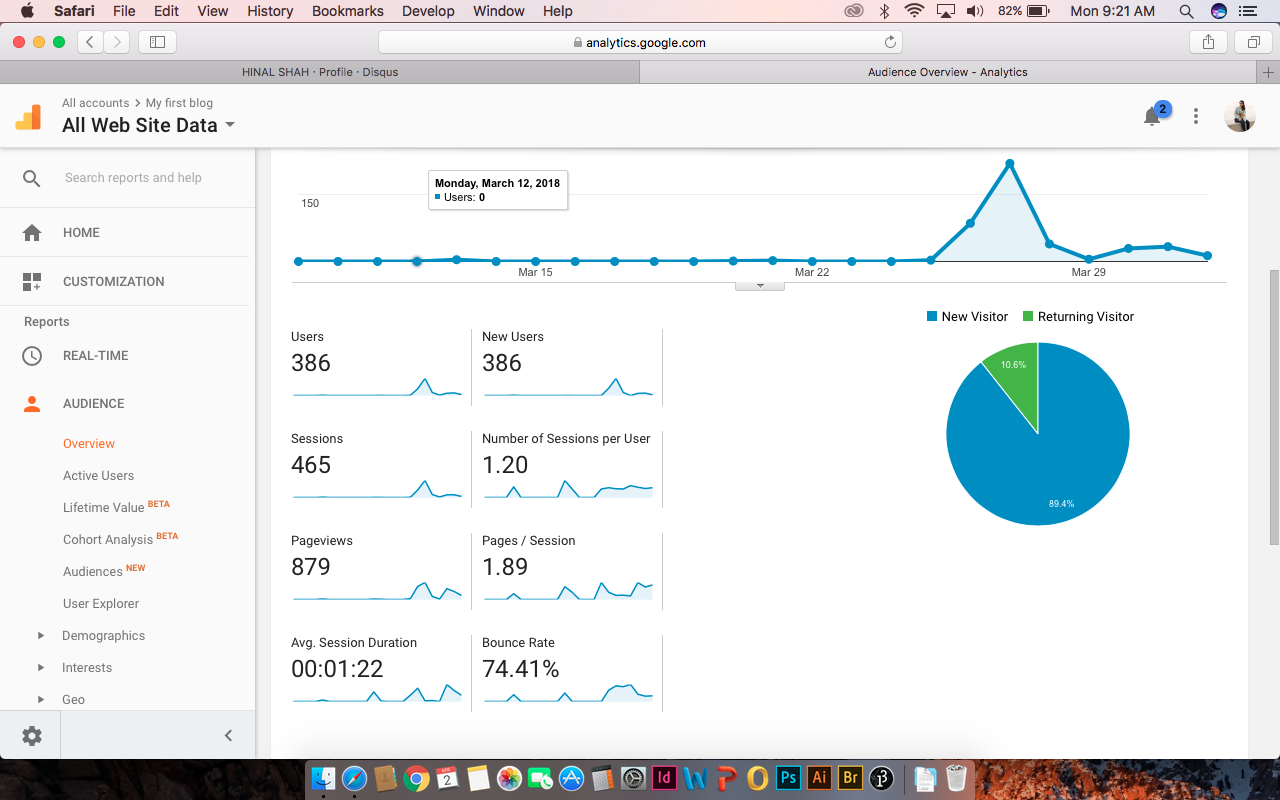 Safari File Edit View History Bookmarks Develop Window Help 82% Mon 9:21 AM
analytics.google.com
HINAL SHAH · Profile · Disqus
Audience Overview - Analytics
All accounts > My first blog
All Web Site Data
2
Search reports and help
HOME
CUSTOMIZATION
Reports
REAL-TIME
AUDIENCE
Overview
Active Users
Lifetime Value BETA
Cohort Analysis BETA
Audiences NEW
User Explorer
Demographics
Interests
Geo
150
Monday, March 12, 2018
Users: 0
Mar 15 Mar 22 Mar 29
New Visitor Returning Visitor
10.6%
89.4%
Users
386
New Users
386
Sessions
465
Number of Sessions per User
1.20
Pageviews
879
Pages / Session
1.89
Avg. Session Duration
00:01:22
Bounce Rate
74.41%
2
Id
Ps
Ai
Br